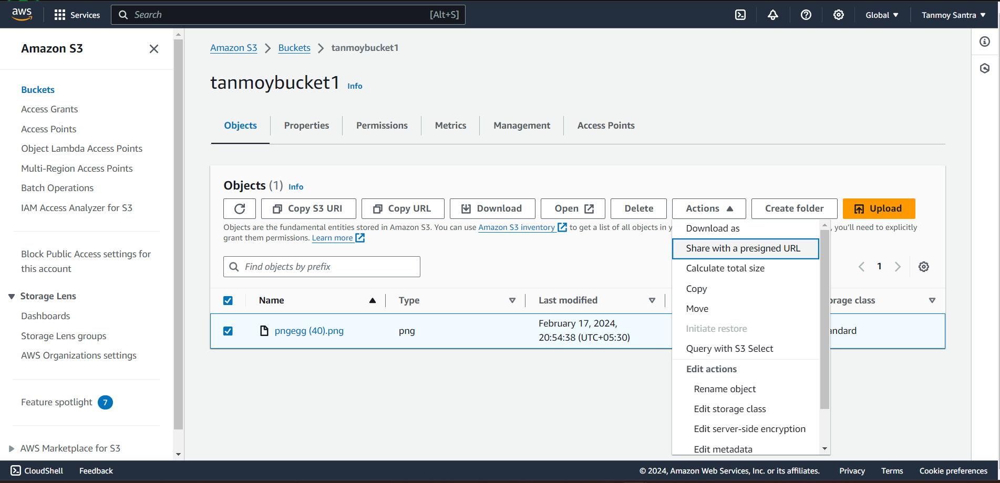 aws
Services
Search
[Alt+S]
Global
Tanmoy Santra
Amazon S3
Buckets
Access Grants
Access Points
Object Lambda Access Points
Multi-Region Access Points
Batch Operations
IAM Access Analyzer for S3
Block Public Access settings for
this account
Storage Lens
Dashboards
Storage Lens groups
AWS Organizations settings
Feature spotlight 7
AWS Marketplace for S3
Amazon S3 > Buckets > tanmoybucket1
tanmoybucket1 Info
Objects
Properties
Permissions
Metrics
Management
Access Points
Objects (1) Info
Copy S3 URI
Copy URL
Download
Open
Delete
Actions
Create folder
Upload
Objects are the fundamental entities stored in Amazon S3. You can use Amazon S3 inventory to get a list of all objects in y , you'll need to explicitly
grant them permissions. Learn more
Find objects by prefix
1
Name
Type
Last modified
orage class
pngegg (40).png
png
February 17, 2024,
20:54:38 (UTC+05:30)
andard
Download as
Share with a presigned URL
Calculate total size
Copy
Move
Initiate restore
Query with S3 Select
Edit actions
Rename object
Edit storage class
Edit server-side encryption
Edit metadata
CloudShell
Feedback
© 2024, Amazon Web Services, Inc. or its affiliates.
Privacy
Terms
Cookie preferences